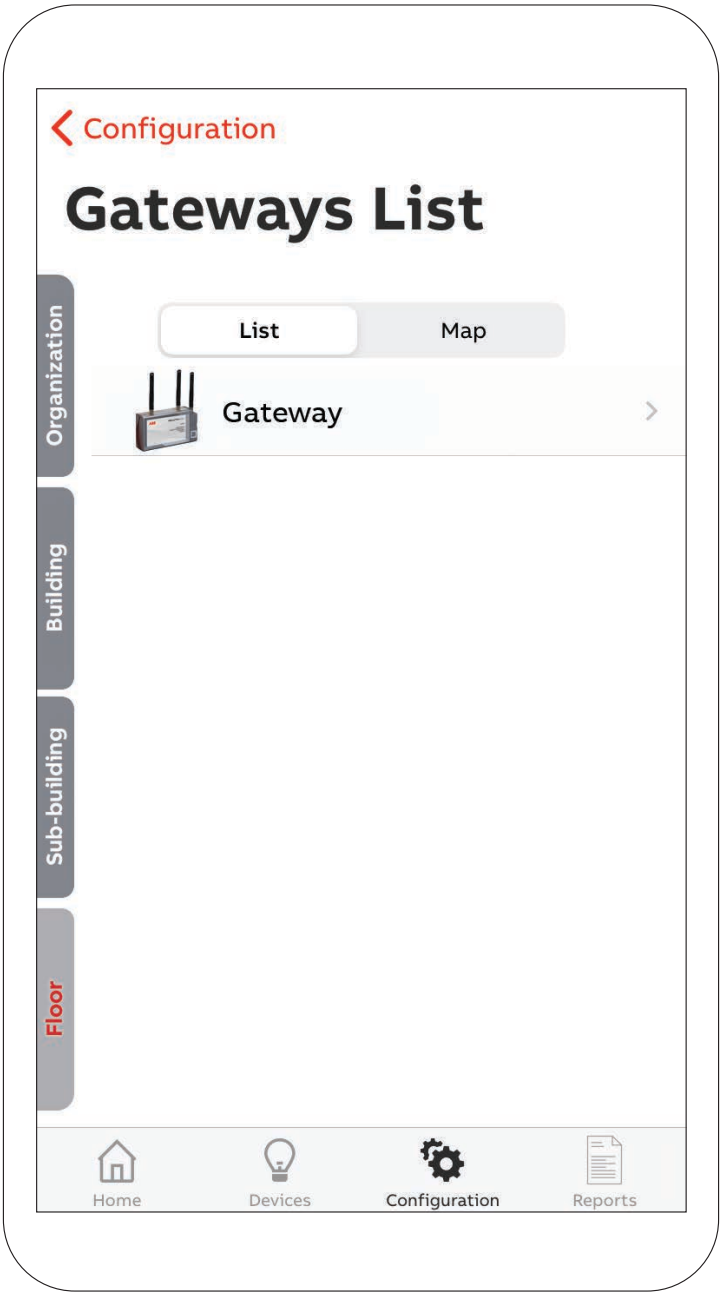 Configuration
Gateways List
Organization
Building
Sub-building
Floor
List Map
Gateway
Home Devices Configuration Reports